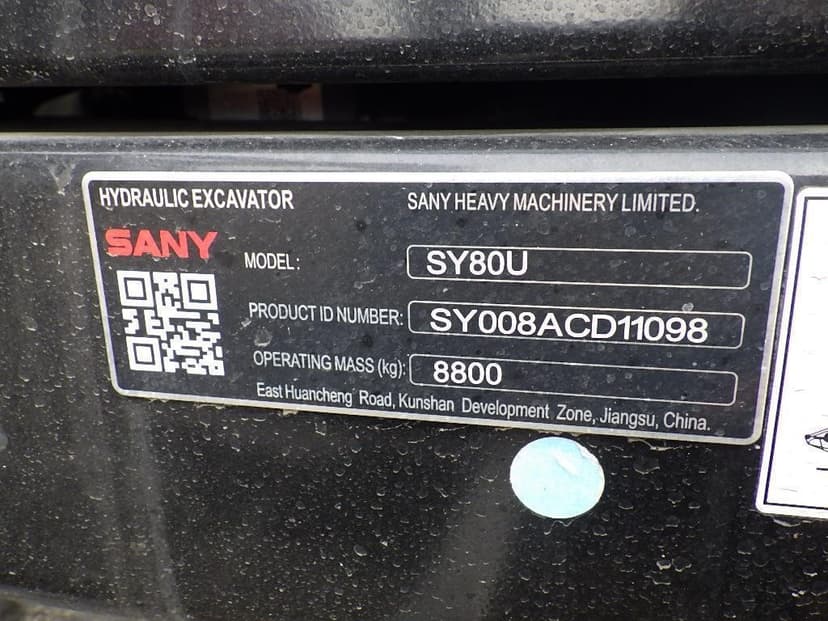 HYDRAULIC EXCAVATOR
SANY HEAVY MACHINERY LIMITED.
SANY
MODEL: SY80U
PRODUCT ID NUMBER: SY008ACD11098
OPERATING MASS (kg): 8800
East Huancheng Road, Kunshan Development Zone, Jiangsu, China.